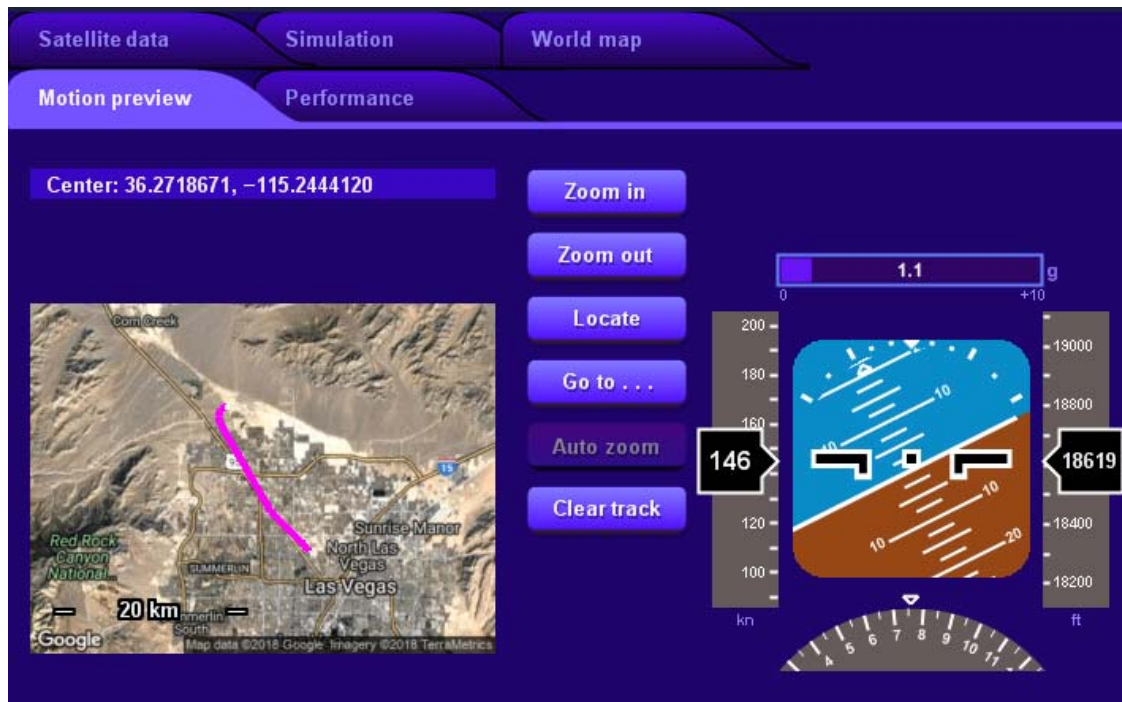 Satellite data
Simulation
World map
Motion preview
Performance
Center: 36.2718671, −115.2444120
Zoom in
Zoom out
Locate
Go to . . .
Auto zoom
Clear track
Corn Creek
15
Sunrise Manor
North Las
Vegas
Las Vegas
Red Rock
Canyon
National...
SUMMERLIN
20 km
South
Google
Map data ©2018 Google Imagery ©2018 TerraMetrics
1.1
g
0
+10
200
180
160
146
120
100
kn
10
10
10
10
20
19000
18800
18619
18400
18200
ft
4
5
6
7
8
9
10
11